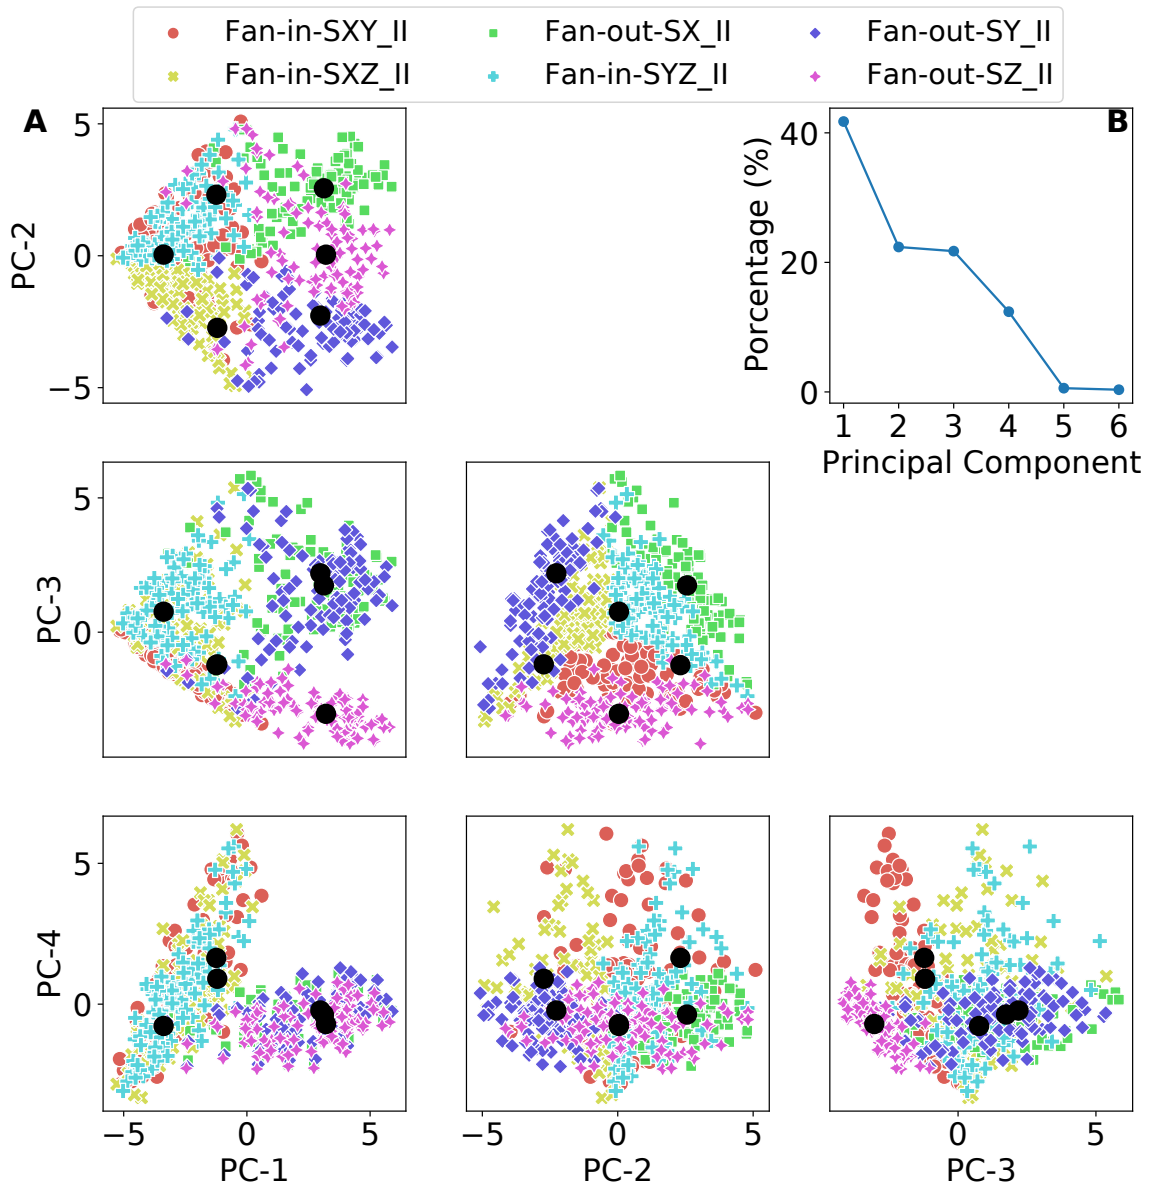 Fan-in-SXY_II Fan-out-SX_II Fan-out-SY_II
Fan-in-SXZ_II Fan-in-SYZ_II Fan-out-SZ_II
A
5
0
−5
PC-2
B
40
20
0
Porcentage (%)
1 2 3 4 5 6
Principal Component
5
0
PC-3
5
0
PC-4
−5 0 5
PC-1
−5 0 5
PC-2
0 5
PC-3